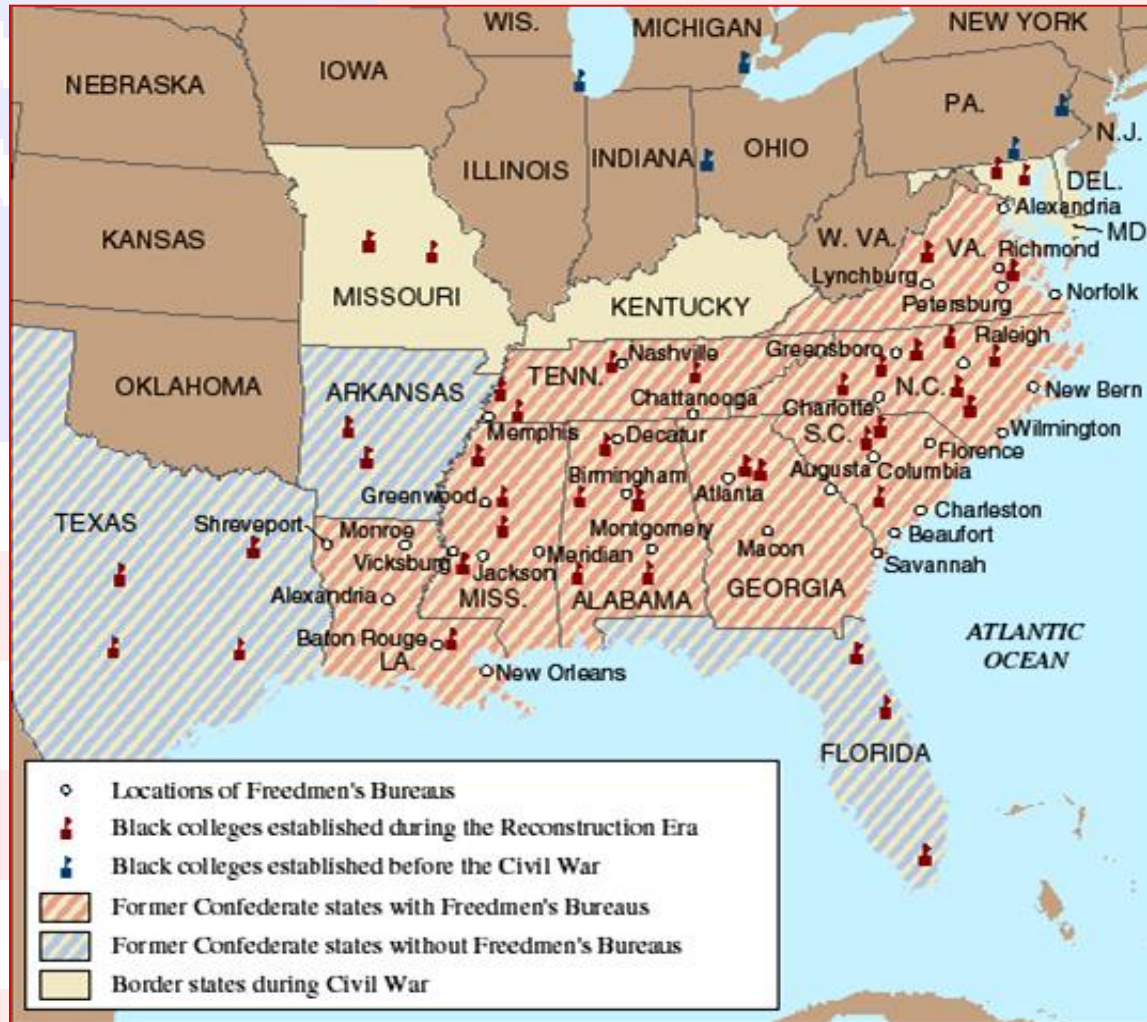 WIS.
MICHIGAN
NEW YORK
NEBRASKA
IOWA
PA.
N.J.
ILLINOIS
INDIANA
OHIO
DEL.
KANSAS
W. VA.
Alexandria
MD
VA.
Richmond
MISSOURI
Lynchburg
KENTUCKY
Petersburg
Norfolk
OKLAHOMA
ARKANSAS
TENN.
Nashville
Greensboro
Raleigh
Chattanooga
N.C.
New Bern
Charlotte
Memphis
Decatur
S.C.
Wilmington
Florence
Birmingham
Augusta
Columbia
Greenwood
Atlanta
TEXAS
Shreveport
Monroe
Montgomery
Charleston
Vicksburg
Meridian
Macon
Beaufort
Jackson
Savannah
Alexandria
MISS.
ALABAMA
GEORGIA
Baton Rouge
LA.
New Orleans
ATLANTIC
OCEAN
FLORIDA
Locations of Freedmen's Bureaus
Black colleges established during the Reconstruction Era
Black colleges established before the Civil War
Former Confederate states with Freedmen's Bureaus
Former Confederate states without Freedmen's Bureaus
Border states during Civil War